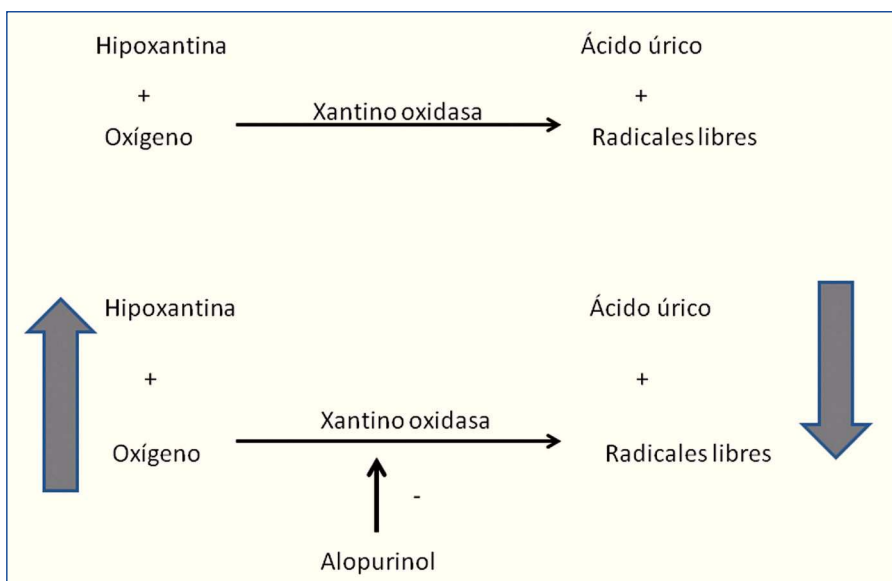 Hipoxantina
Ácido úrico
+
Xantino oxidasa
+
Oxígeno
Radicales libres
Hipoxantina
Ácido úrico
+
+
Xantino oxidasa
Oxígeno
Radicales libres
-
Alopurinol